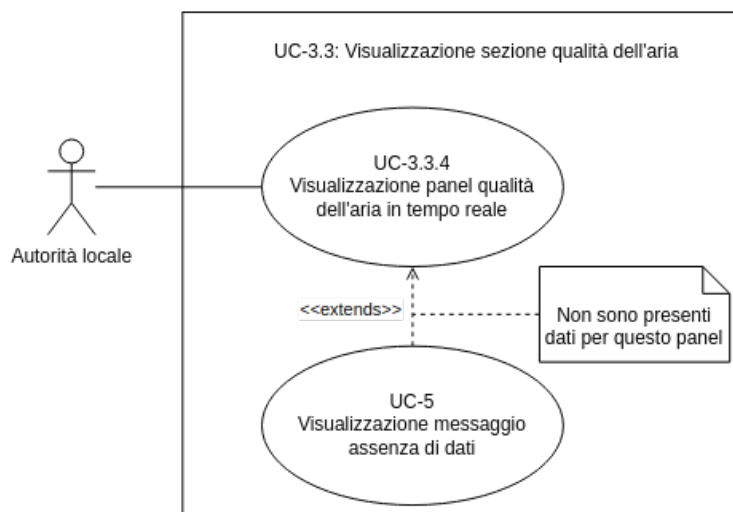 UC-3.3: Visualizzazione sezione qualità dell'aria
UC-3.3.4
Visualizzazione panel qualità
dell'aria in tempo reale
Autorità locale
<<extends>>
Non sono presenti
dati per questo panel
UC-5
Visualizzazione messaggio
assenza di dati